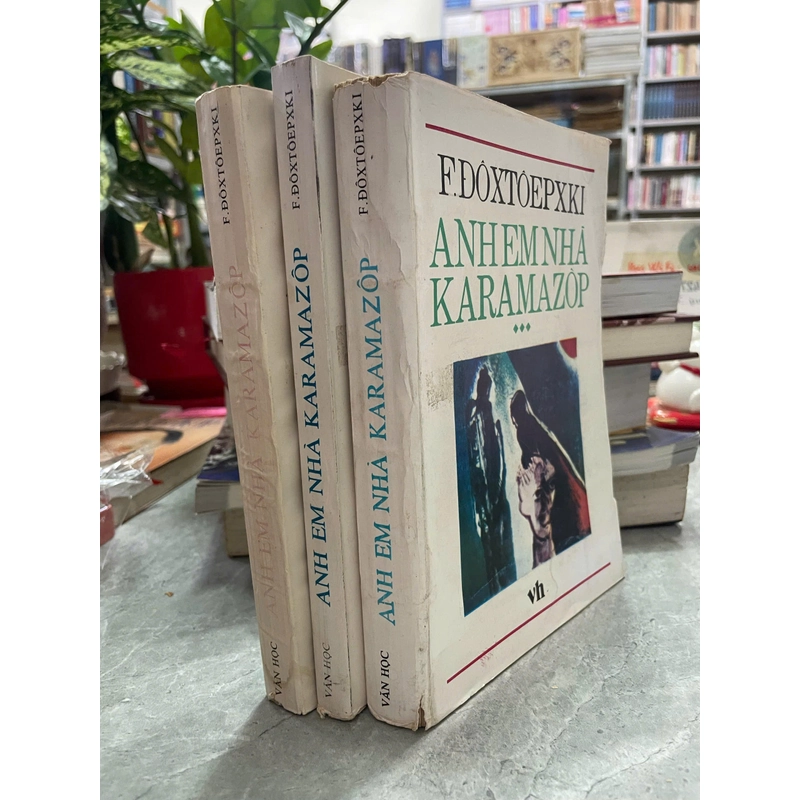 F.ĐÔXTÔEPXKI
ANH EM NHÀ KARAMAZÔP
VĂN HỌC
F.ĐÔXTÔEPXKI
ANH EM NHÀ KARAMAZÔP
VĂN HỌC
F.ĐÔXTÔEPXKI
ANH EM NHÀ KARAMAZÔP
VĂN HỌC
F.ĐÔXTÔEPXKI
ANH EM NHÀ
KARAMAZÔP
vh